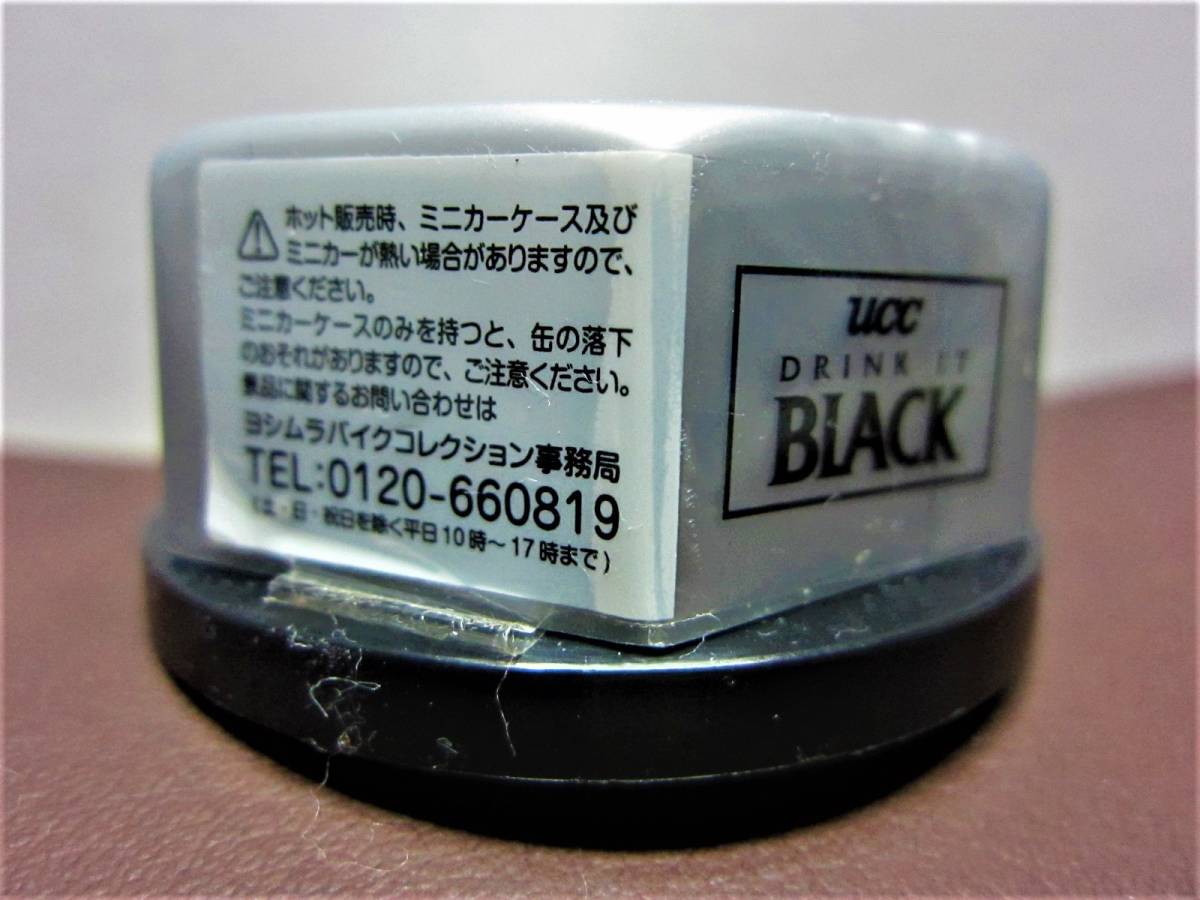 ホット販売時、ミニカーケース及び
ミニカーが熱い場合がありますので、
ご注意ください。
ミニカーケースのみを持つと、缶の落下
のおそれがありますので、ご注意ください。
景品に関するお問い合わせは
ヨシムラバイクコレクション事務局
TEL:0120-660819
(土・日・祝日を除く平日10時～17時まで)
ucc
DRINK IT
BLACK